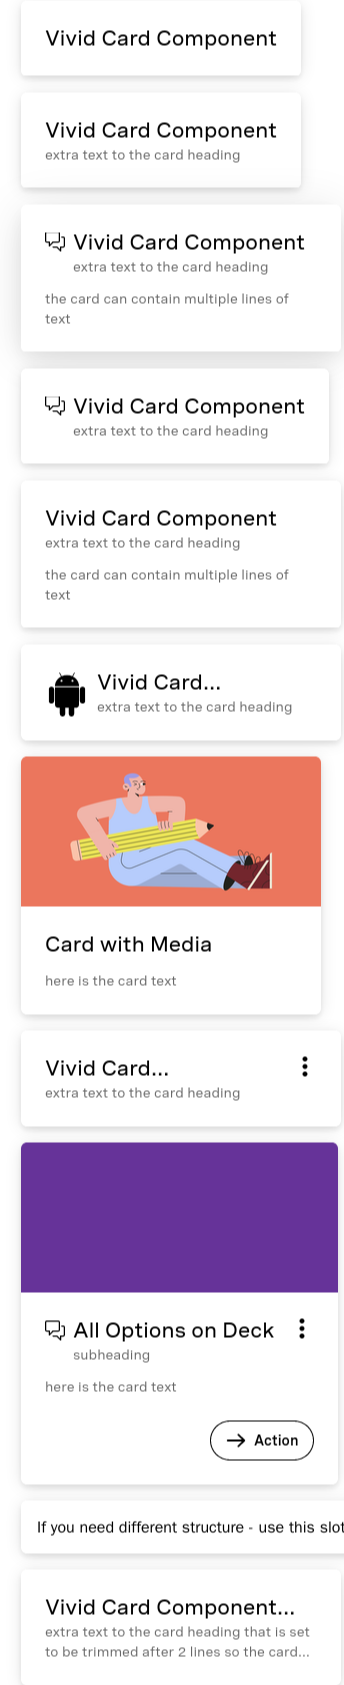 Vivid Card Component
Vivid Card Component
extra text to the card heading
Vivid Card Component
extra text to the card heading
the card can contain multiple lines of
text
Vivid Card Component
extra text to the card heading
Vivid Card Component
extra text to the card heading
the card can contain multiple lines of
text
Vivid Card...
extra text to the card heading
Card with Media
here is the card text
Vivid Card...
extra text to the card heading
All Options on Deck
subheading
here is the card text
Action
If you need different structure - use this slot
Vivid Card Component...
extra text to the card heading that is set
to be trimmed after 2 lines so the card...